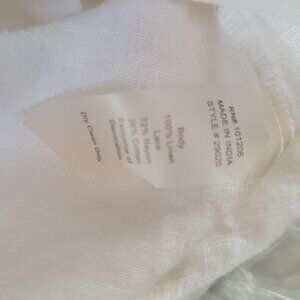 RN# 101206
MADE IN INDIA
STYLE # 29020
Body
100% Linen
Lace
72% Rayon
28% Cotton
Exclusive of
Decoration
Dry Clean Only